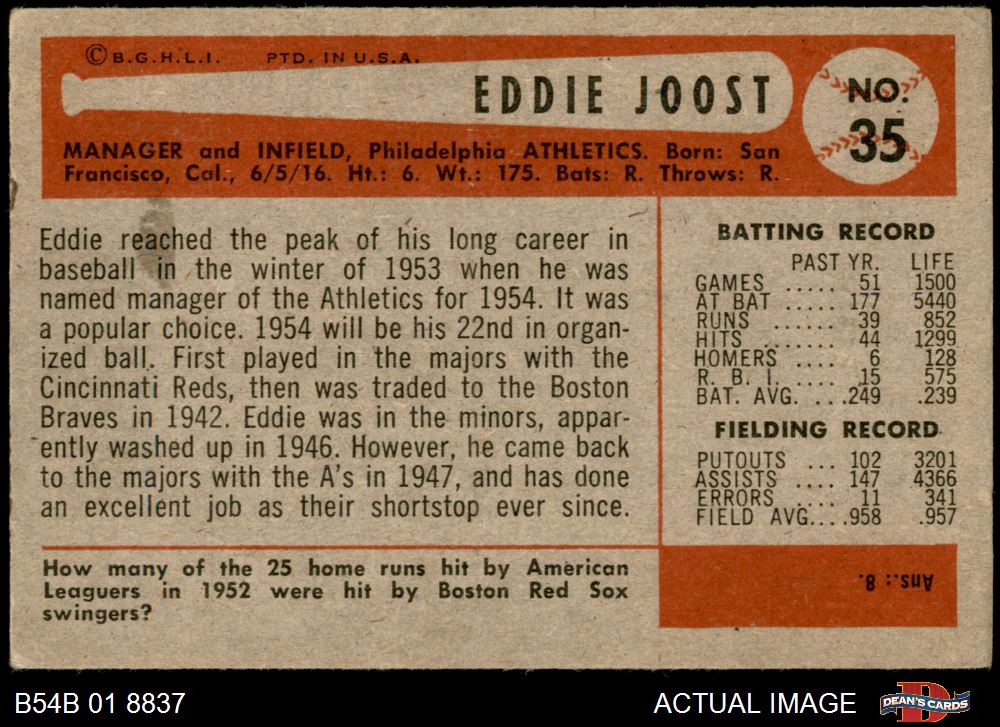 © B.G.H.L.I. PTD. IN U.S.A.
EDDIE JOOST
NO.
35
MANAGER and INFIELD, Philadelphia ATHLETICS. Born: San
Francisco, Cal., 6/5/16. Ht.: 6. Wt.: 175. Bats: R. Throws: R.
Eddie reached the peak of his long career in
baseball in the winter of 1953 when he was
named manager of the Athletics for 1954. It was
a popular choice. 1954 will be his 22nd in organ-
ized ball. First played in the majors with the
Cincinnati Reds, then was traded to the Boston
Braves in 1942. Eddie was in the minors, appar-
ently washed up in 1946. However, he came back
to the majors with the A's in 1947, and has done
an excellent job as their shortstop ever since.
BATTING RECORD
PAST YR. LIFE
GAMES ..... 51 1500
AT BAT ..... 177 5440
RUNS ...... 39 852
HITS ...... 44 1299
HOMERS .... 6 128
R. B. I. .... 15 575
BAT. AVG. ...249 .239
FIELDING RECORD
PUTOUTS ... 102 3201
ASSISTS .... 147 4366
ERRORS .... 11 341
FIELD AVG....958 .957
How many of the 25 home runs hit by American
Leaguers in 1952 were hit by Boston Red Sox
swingers?
Ans.: 8.
B54B 01 8837
ACTUAL IMAGE
DEAN'S CARDS